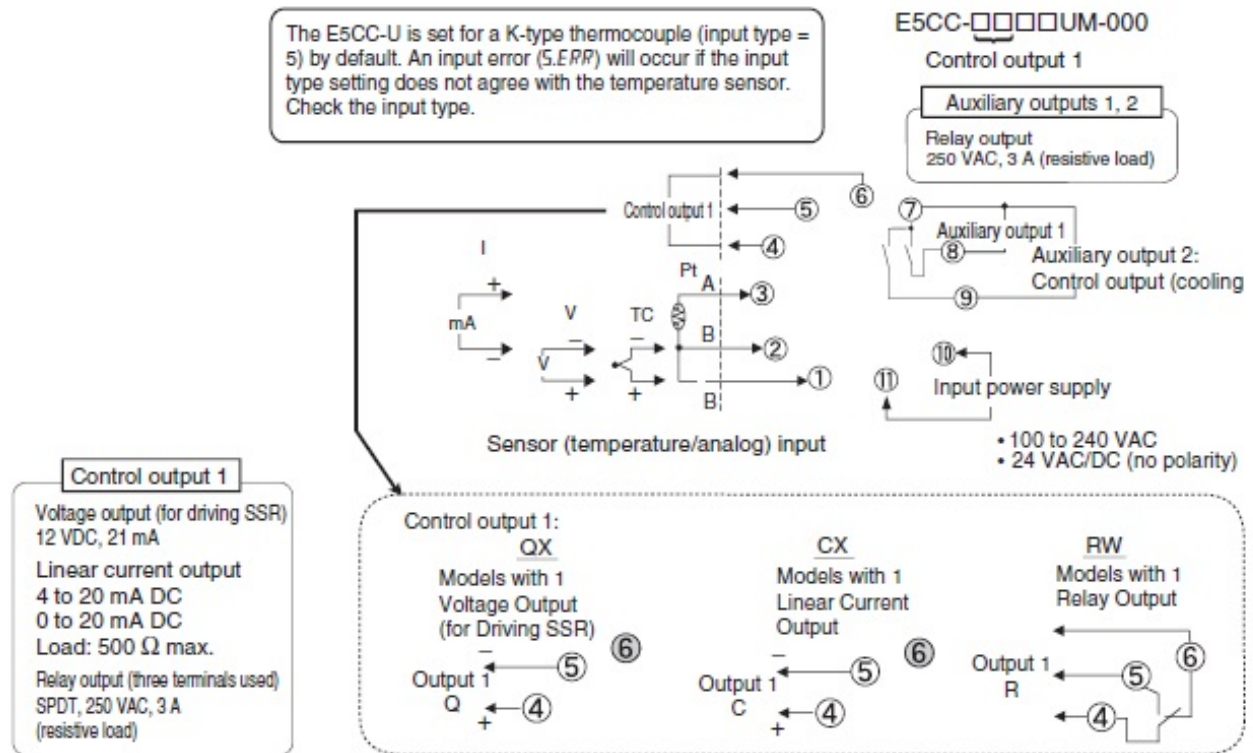 The E5CC-U is set for a K-type thermocouple (input type =
5) by default. An input error (S.ERR) will occur if the input
type setting does not agree with the temperature sensor.
Check the input type.
E5CC-□□□□UM-000
Control output 1
Auxiliary outputs 1, 2
Relay output
250 VAC, 3 A (resistive load)
Control output 1
⑥
⑤
④
⑦
Auxiliary output 1
⑧
Auxiliary output 2:
Control output (cooling
⑨
I
+
mA
−
V
−
V
+
TC
−
+
Pt
A
③
B
②
B
①
⑩
⑪
Input power supply
• 100 to 240 VAC
• 24 VAC/DC (no polarity)
Sensor (temperature/analog) input
Control output 1
Voltage output (for driving SSR)
12 VDC, 21 mA
Linear current output
4 to 20 mA DC
0 to 20 mA DC
Load: 500 Ω max.
Relay output (three terminals used)
SPDT, 250 VAC, 3 A
(resistive load)
Control output 1:
QX
Models with 1
Voltage Output
(for Driving SSR)
⑥
−
⑤
Output 1
Q
④
+
CX
Models with 1
Linear Current
Output
⑥
−
⑤
Output 1
C
④
+
RW
Models with 1
Relay Output
⑥
Output 1
R
⑤
④